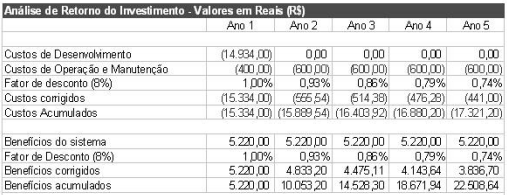 Análise de Retorno do Investimento - Valores em Reais (R$)
Ano 1 Ano 2 Ano 3 Ano 4 Ano 5
Custos de Desenvolvimento (14.934,00) 0,00 0,00 0,00 0,00
Custos de Operação e Manutenção (400,00) (600,00) (600,00) (600,00) (600,00)
Fator de desconto (8%) 1,00% 0,93% 0,86% 0,79% 0,74%
Custos corrigidos (15.334,00) (555,54) (514,38) (476,28) (441,00)
Custos Acumulados (15.334,00) (15.889,54) (16.403,92) (16.880,20) (17.321,20)
Benefícios do sistema 5.220,00 5.220,00 5.220,00 5.220,00 5.220,00
Fator de Desconto (8%) 1,00% 0,93% 0,86% 0,79% 0,74%
Benefícios corrigidos 5.220,00 4.833,20 4.475,11 4.143,64 3.836,70
Benefícios acumulados 5.220,00 10.053,20 14.528,30 18.671,94 22.508,64